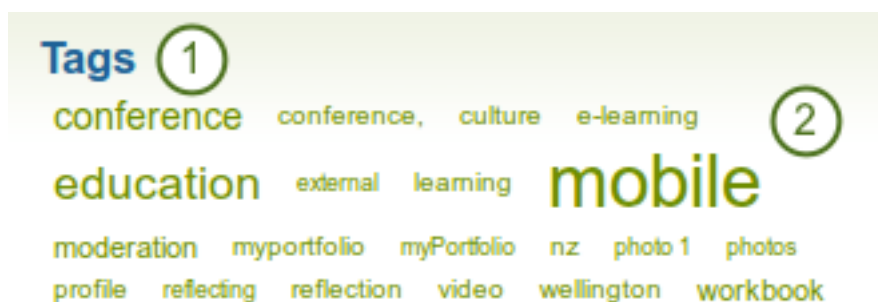 Tags 1
conference conference, culture e-learning 2
education external learning mobile
moderation myportfolio myPortfolio nz photo 1 photos
profile reflecting reflection video wellington workbook